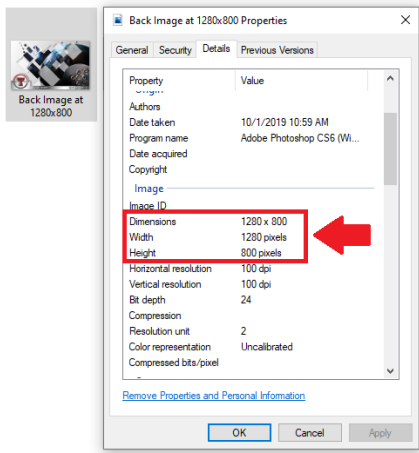 Back Image at
1280x800
Back Image at 1280x800 Properties
General Security Details Previous Versions
Property Value
Origin
Authors
Date taken 10/1/2019 10:59 AM
Program name Adobe Photoshop CS6 (Wi...
Date acquired
Copyright
Image
Image ID
Dimensions 1280 x 800
Width 1280 pixels
Height 800 pixels
Horizontal resolution 100 dpi
Vertical resolution 100 dpi
Bit depth 24
Compression
Resolution unit 2
Color representation Uncalibrated
Compressed bits/pixel
Remove Properties and Personal Information
OK Cancel Apply